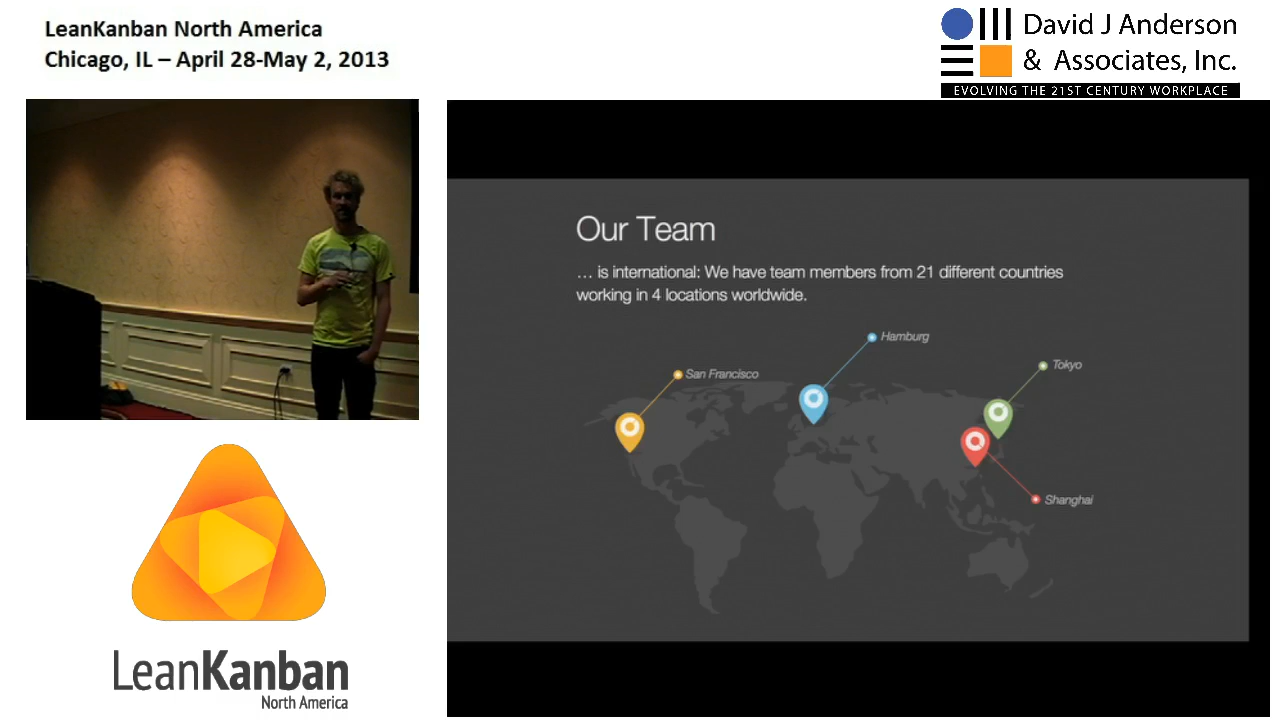 LeanKanban North America
Chicago, IL – April 28-May 2, 2013
David J Anderson
& Associates, Inc.
EVOLVING THE 21ST CENTURY WORKPLACE
Our Team
… is international: We have team members from 21 different countries
working in 4 locations worldwide.
Hamburg
Tokyo
San Francisco
Shanghai
LeanKanban
North America